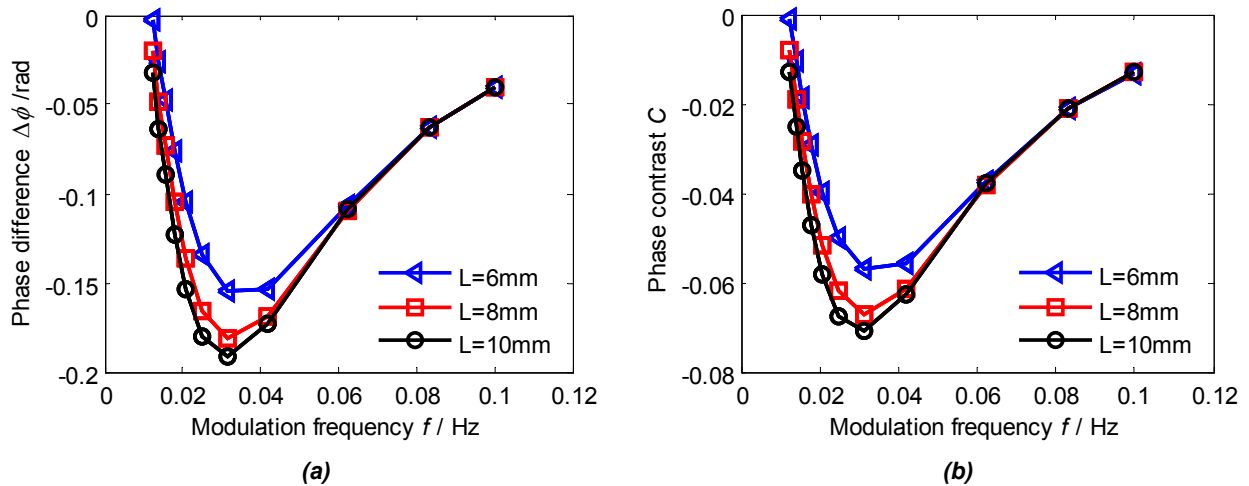 0
-0.05
-0.1
-0.15
-0.2
Phase difference Δϕ /rad
0 0.02 0.04 0.06 0.08 0.1 0.12
Modulation frequency f / Hz
L=6mm
L=8mm
L=10mm
(a)
0
-0.02
-0.04
-0.06
-0.08
Phase contrast C
0 0.02 0.04 0.06 0.08 0.1 0.12
Modulation frequency f / Hz
L=6mm
L=8mm
L=10mm
(b)